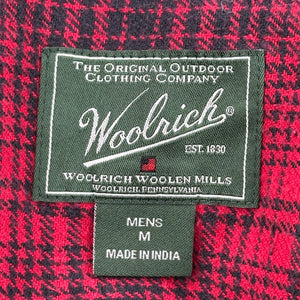 THE ORIGINAL OUTDOOR
CLOTHING COMPANY
Woolrich®
EST. 1830
WOOLRICH WOOLEN MILLS
WOOLRICH, PENNSYLVANIA
MENS
M
MADE IN INDIA